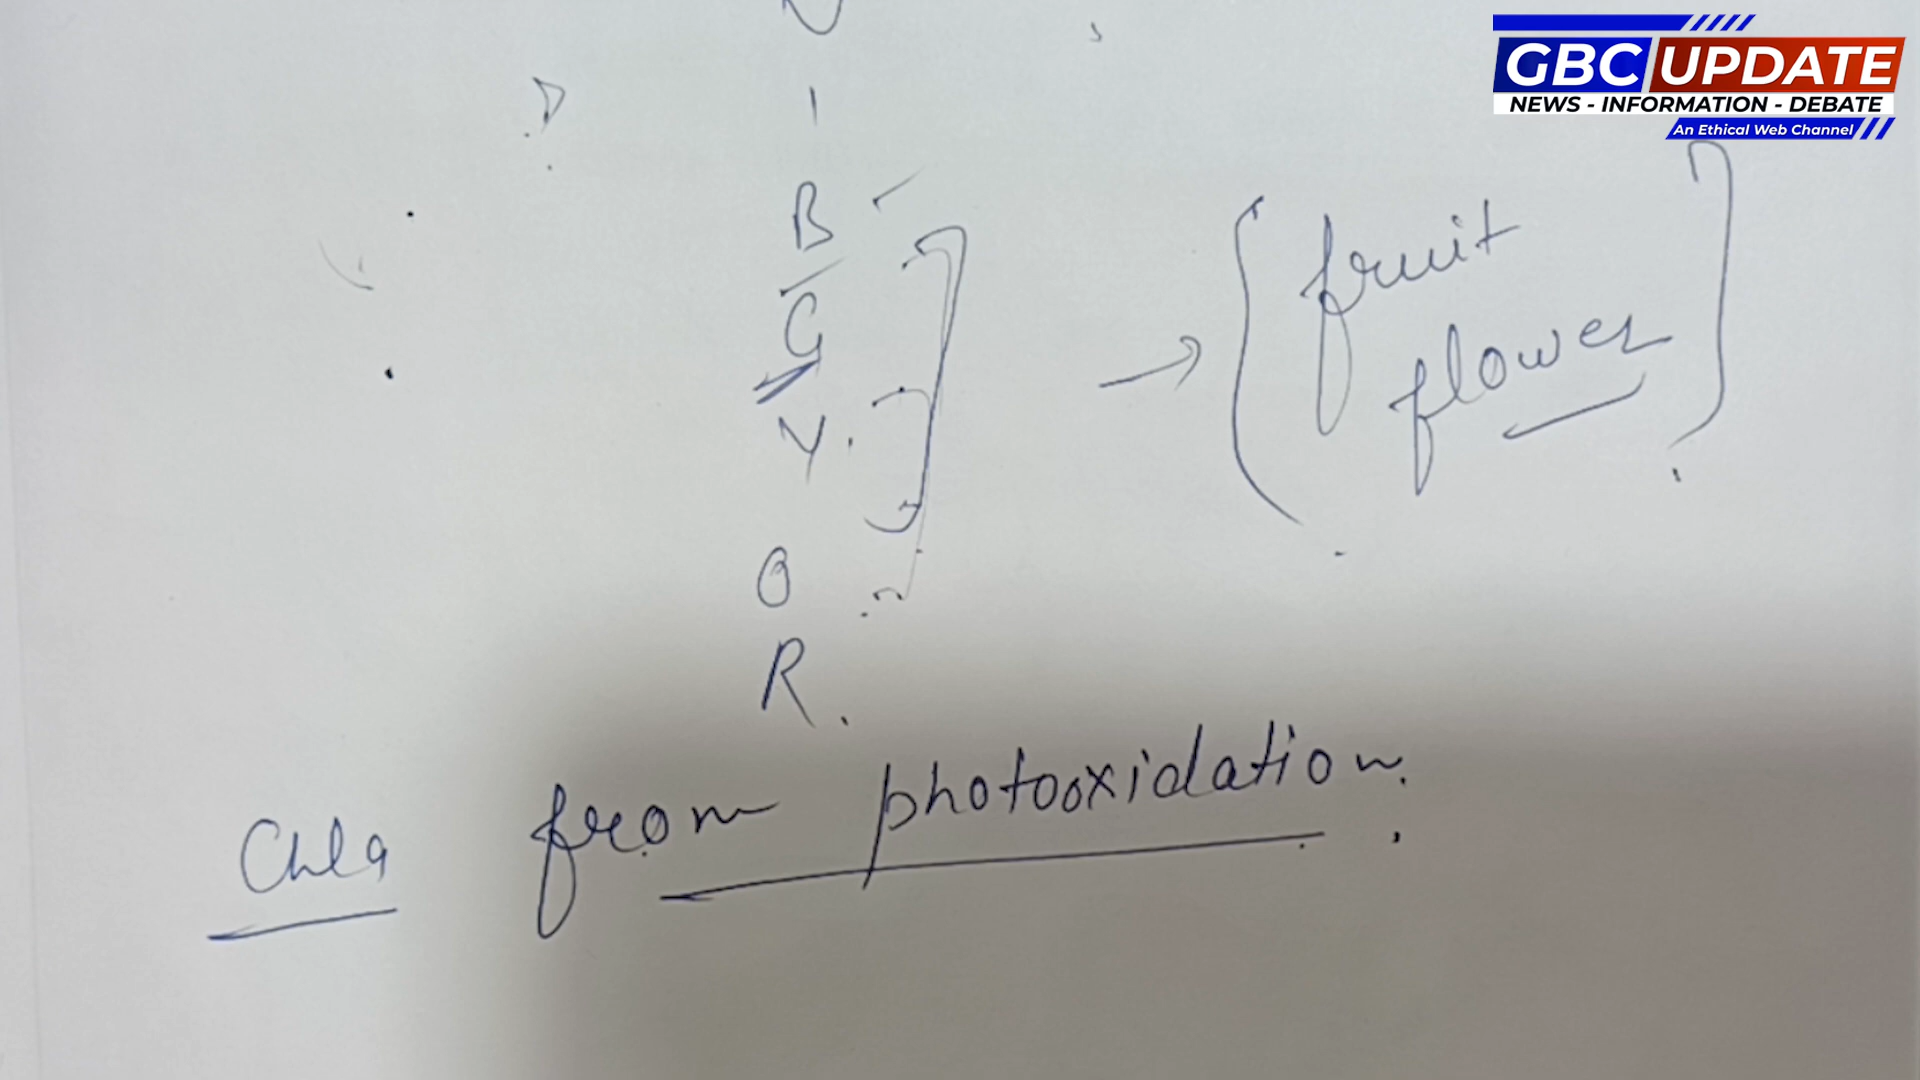 GBC UPDATE
NEWS - INFORMATION - DEBATE
An Ethical Web Channel
V
I
B
G
Y.
O
R.
fruit
flower
Chla from photooxidation.